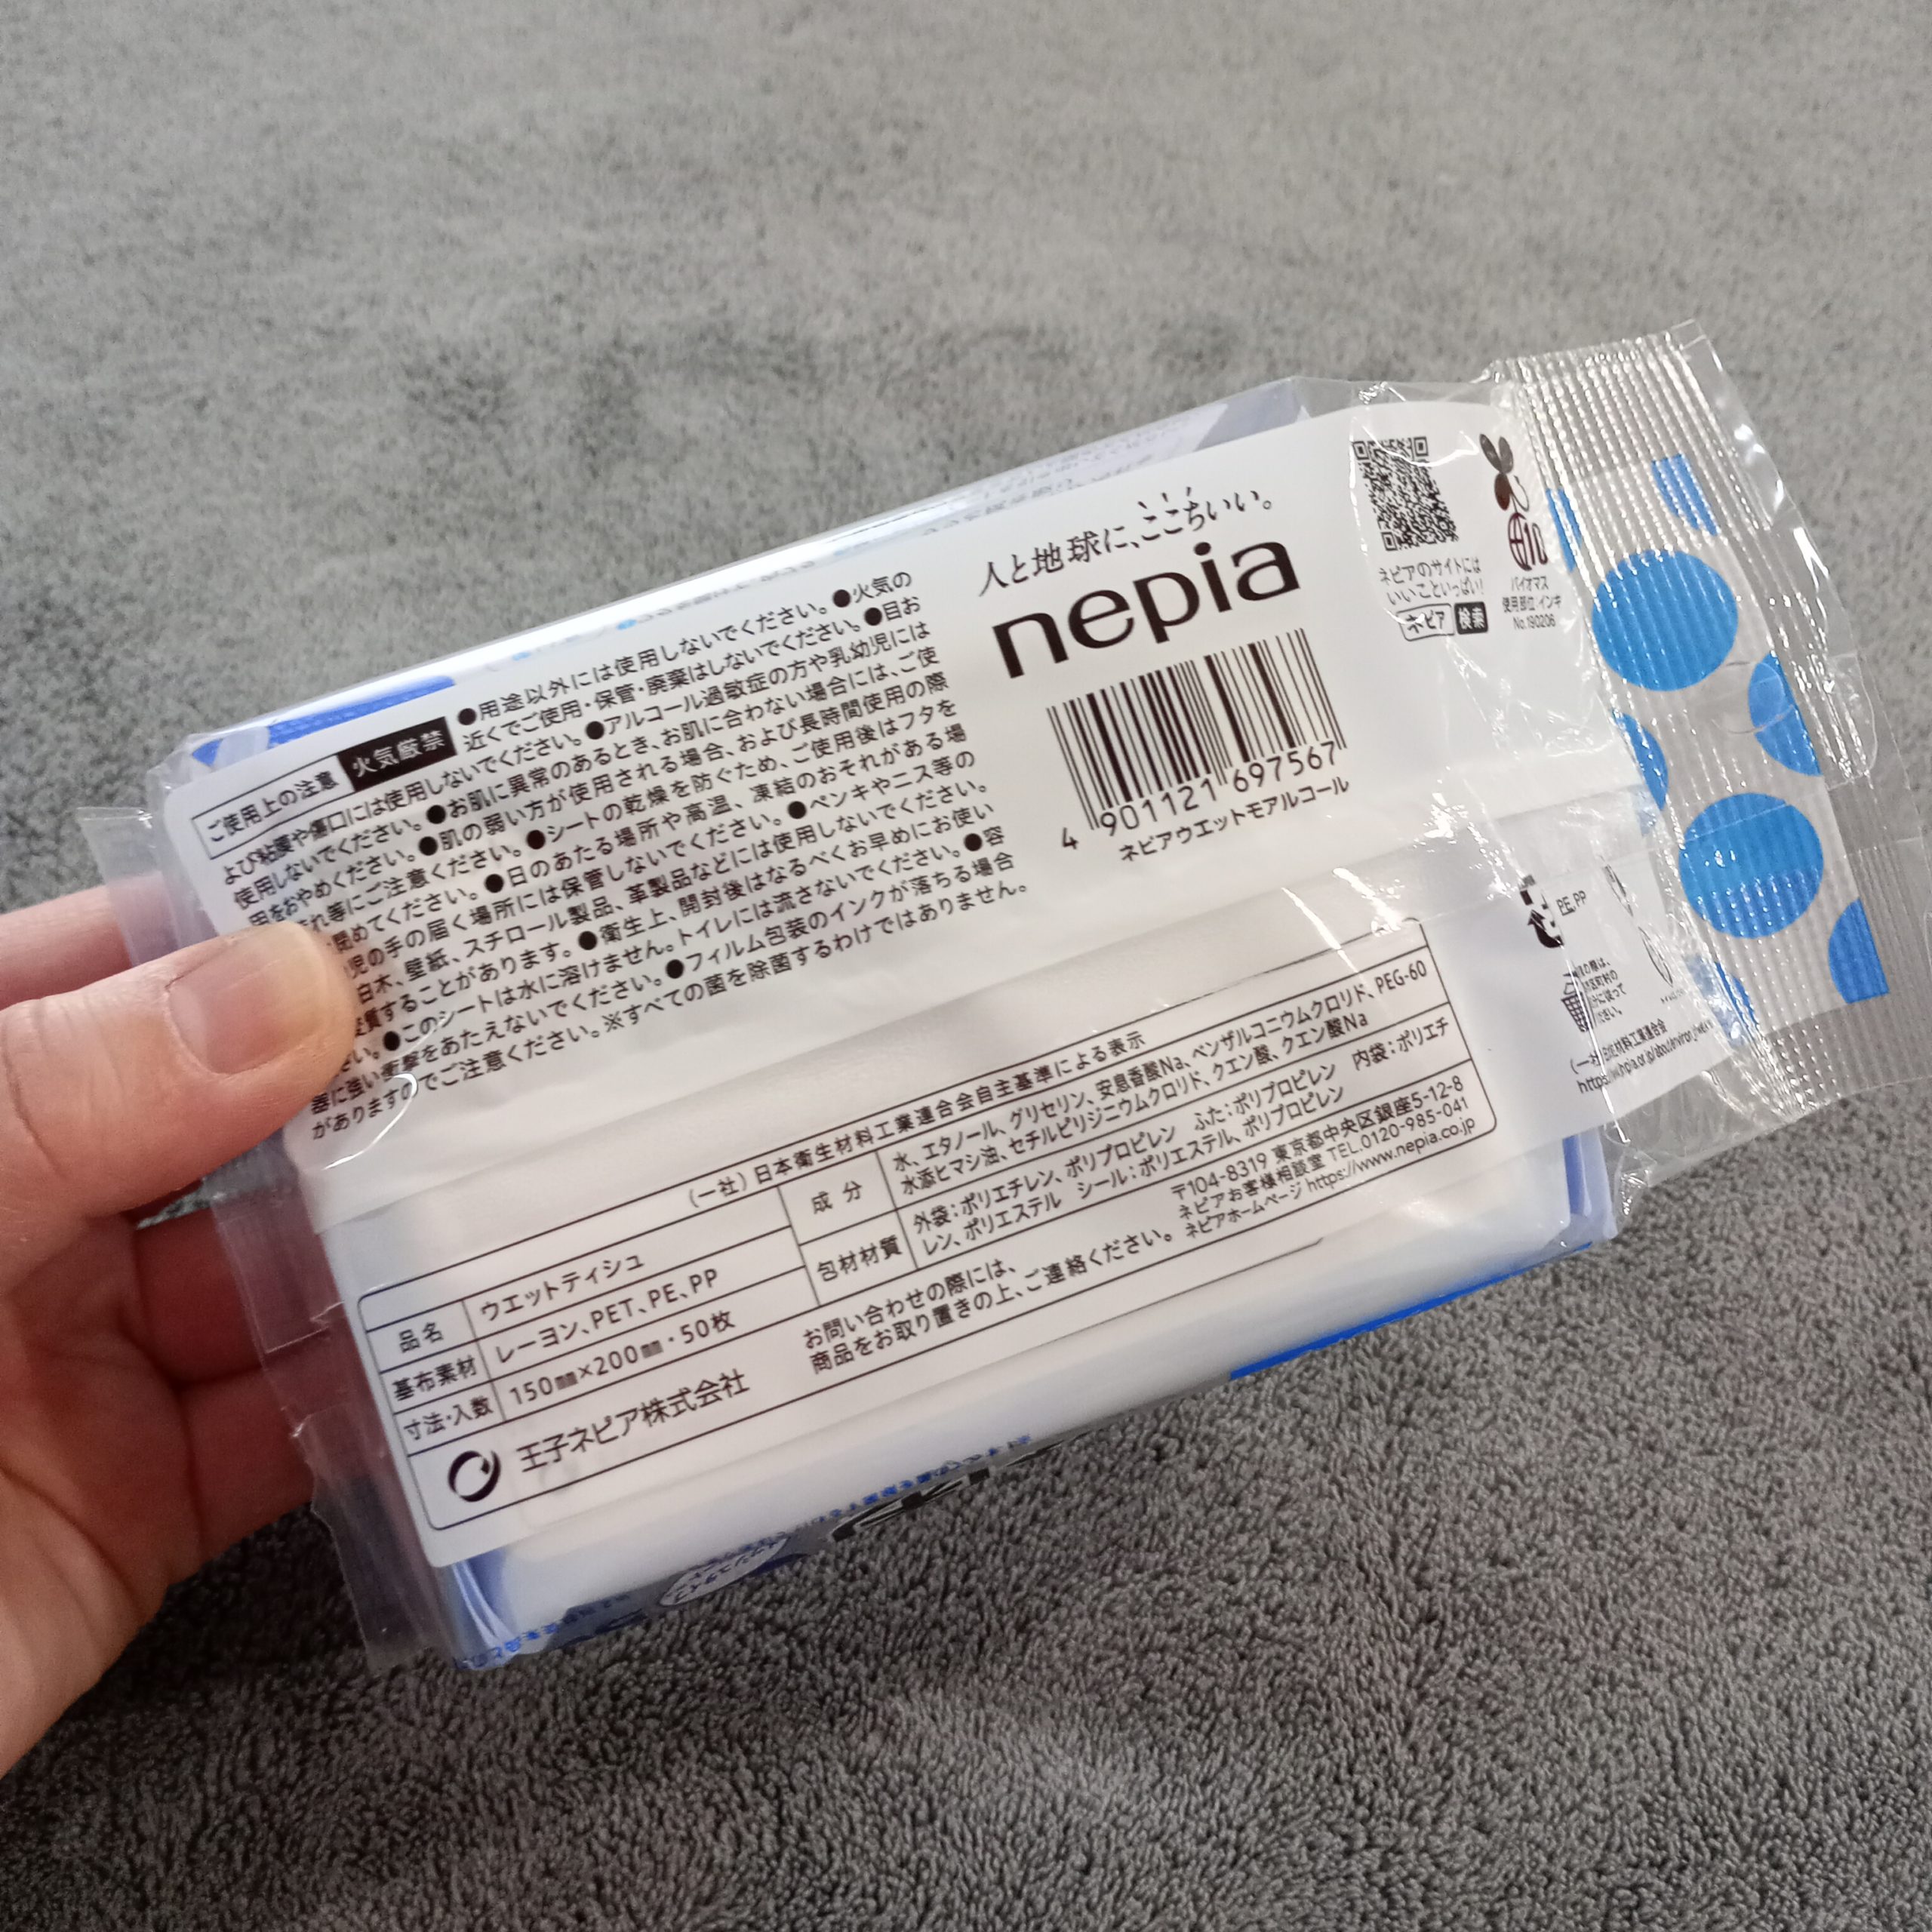 ご使用上の注意 火気厳禁 ●用途以外には使用しないでください。●火気の
近くでご使用・保管・廃棄はしないでください。●目お
よび粘膜や傷口には使用しないでください。●アルコール過敏症の方や乳幼児には
使用しないでください。●お肌に異常のあるとき、お肌に合わない場合には、ご使
用をおやめください。●肌の弱い方が使用される場合、および長時間使用の際
れ等にご注意ください。●シートの乾燥を防ぐため、ご使用後はフタを
閉めてください。●日のあたる場所や高温、凍結のおそれがある場
児の手の届く場所には保管しないでください。●ペンキやニス等の
白木、壁紙、スチロール製品、革製品などには使用しないでください。
変質することがあります。●衛生上、開封後はなるべくお早めにお使い
さい。●このシートは水に溶けません。トイレには流さないでください。●容
器に強い衝撃をあたえないでください。●フィルム包装のインクが落ちる場合
がありますのでご注意ください。※すべての菌を除菌するわけではありません。
人と地球に、ここちいい。
nepia
4 901121 697567
ネピアウエットモアルコール
ネピアのサイトには
いいこといっぱい!
ネピア 検索
バイオマス
使用部位:インキ
No.190206
PE,PP
(一社)日本衛生材料工業連合会自主基準による表示
品名 ウエットティシュ
基布素材 レーヨン、PET、PE、PP
寸法・入数 150㎜×200㎜・50枚
成分 水、エタノール、グリセリン、安息香酸Na、ベンザルコニウムクロリド、PEG-60
水添ヒマシ油、セチルピリジニウムクロリド、クエン酸、クエン酸Na
包材材質 外袋:ポリエチレン、ポリプロピレン ふた:ポリプロピレン 内袋:ポリエチ
レン、ポリエステル シール:ポリエステル、ポリプロピレン
王子ネピア株式会社
お問い合わせの際には、
商品をお取り置きの上、ご連絡ください。
〒104-8319 東京都中央区銀座5-12-8
ネピアお客様相談室 TEL.0120-985-041
ネピアホームページ https://www.nepia.co.jp